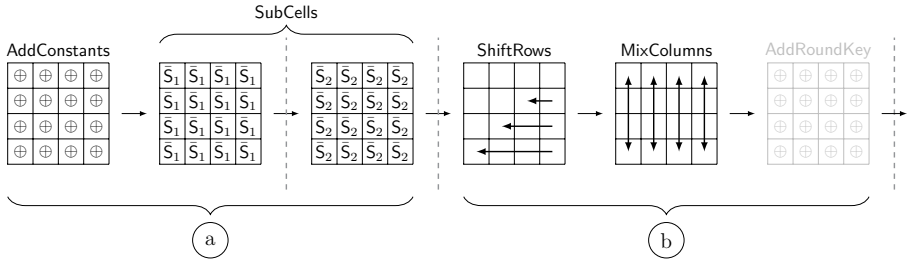 SubCells
AddConstants ShiftRows MixColumns AddRoundKey
⊕ ⊕ ⊕ ⊕ S̄₁ S̄₁ S̄₁ S̄₁ S̄₂ S̄₂ S̄₂ S̄₂ ⊕ ⊕ ⊕ ⊕
⊕ ⊕ ⊕ ⊕ S̄₁ S̄₁ S̄₁ S̄₁ S̄₂ S̄₂ S̄₂ S̄₂ ⊕ ⊕ ⊕ ⊕
⊕ ⊕ ⊕ ⊕ S̄₁ S̄₁ S̄₁ S̄₁ S̄₂ S̄₂ S̄₂ S̄₂ ⊕ ⊕ ⊕ ⊕
⊕ ⊕ ⊕ ⊕ S̄₁ S̄₁ S̄₁ S̄₁ S̄₂ S̄₂ S̄₂ S̄₂ ⊕ ⊕ ⊕ ⊕
a b